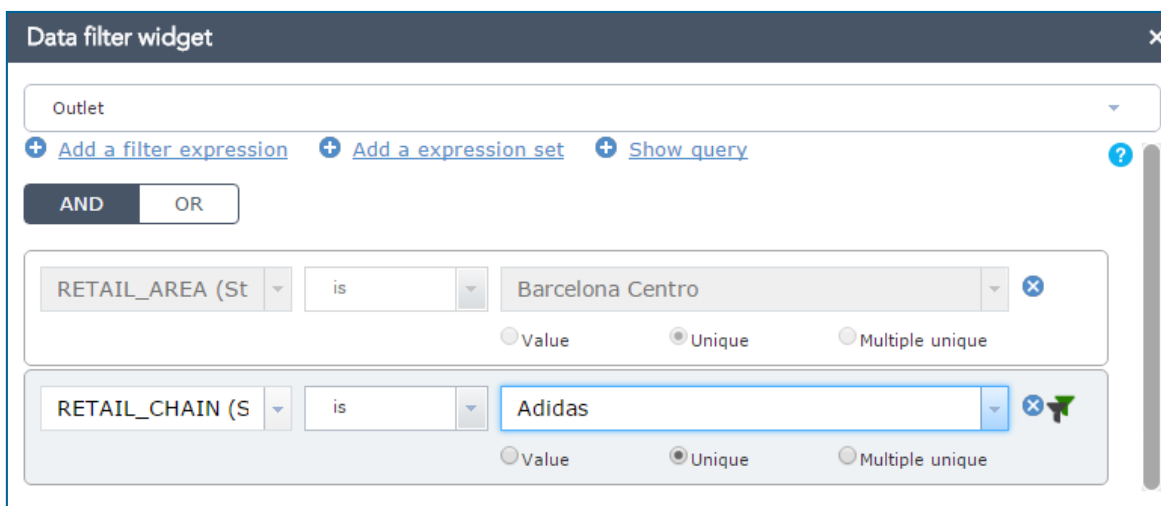 Data filter widget
Outlet
Add a filter expression Add a expression set Show query
?
AND OR
RETAIL_AREA (St is Barcelona Centro
Value Unique Multiple unique
RETAIL_CHAIN (S is Adidas
Value Unique Multiple unique